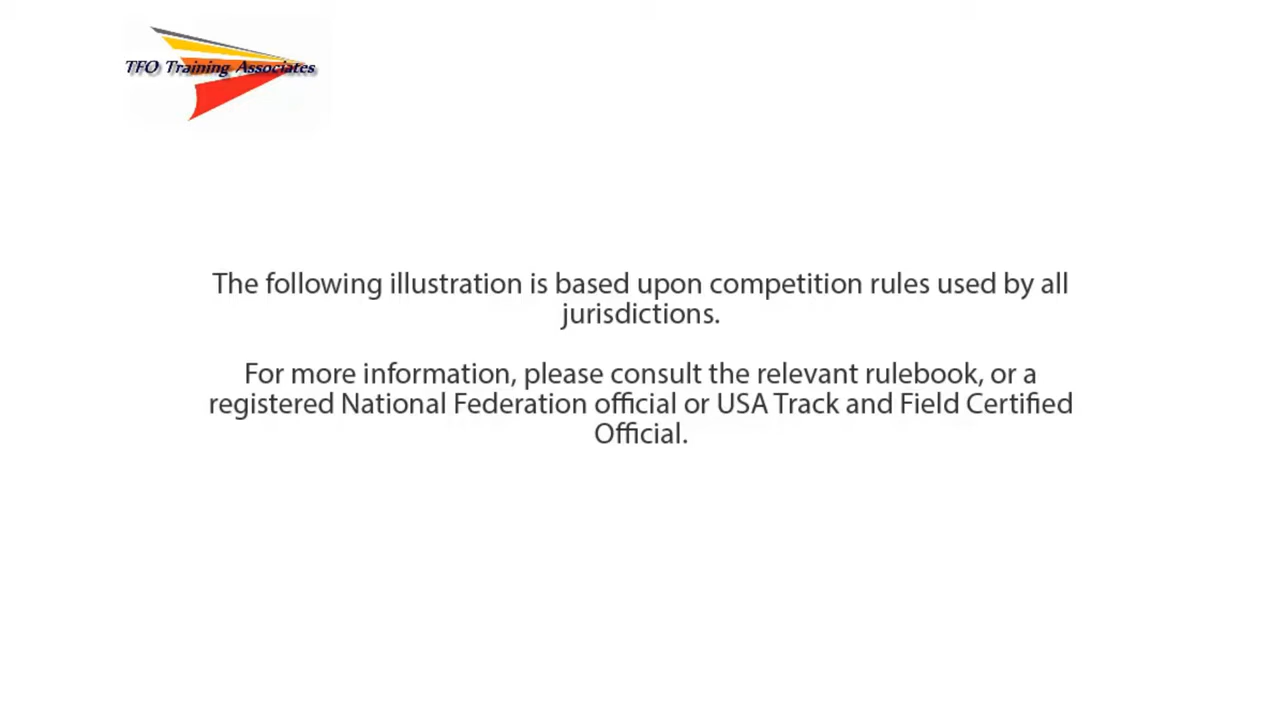 TFO Training Associates
The following illustration is based upon competition rules used by all
jurisdictions.
For more information, please consult the relevant rulebook, or a
registered National Federation official or USA Track and Field Certified
Official.